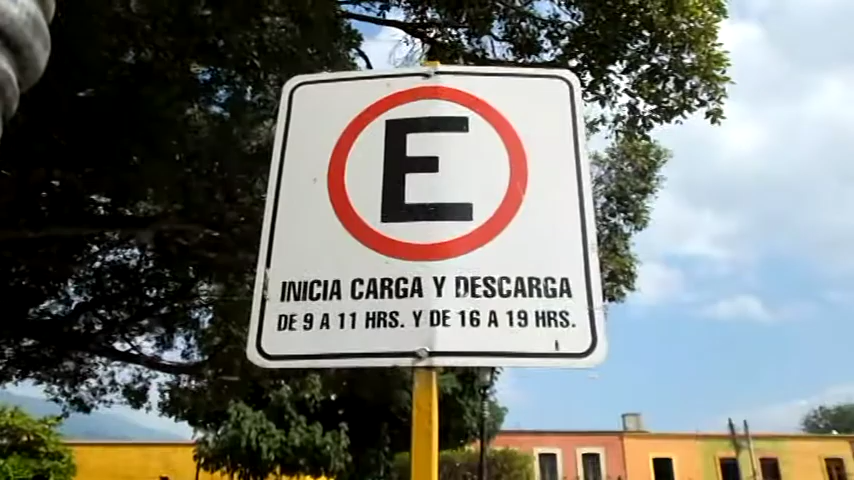 E
INICIA CARGA Y DESCARGA
DE 9 A 11 HRS. Y DE 16 A 19 HRS.